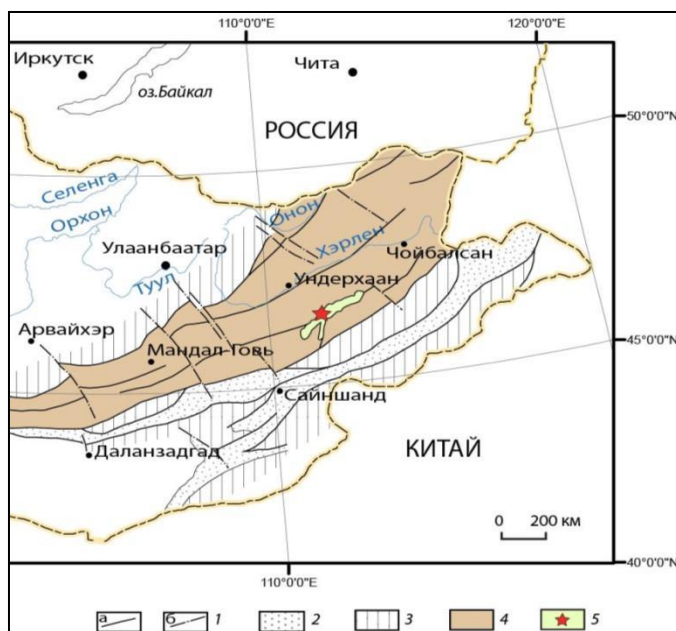 110°0'0"E
120°0'0"E
Иркутск
Чита
оз.Байкал
50°0'0"N
РОССИЯ
Селенга
Орхон
Онон
Улаанбаатар
Хэрлен
Чойбалсан
Туул
Ундерхаан
Арвайхэр
45°0'0"N
Мандал-Говь
Сайншанд
КИТАЙ
Даланзадгад
0 200 км
40°0'0"N
110°0'0"E
а б 1 2 3 4 5